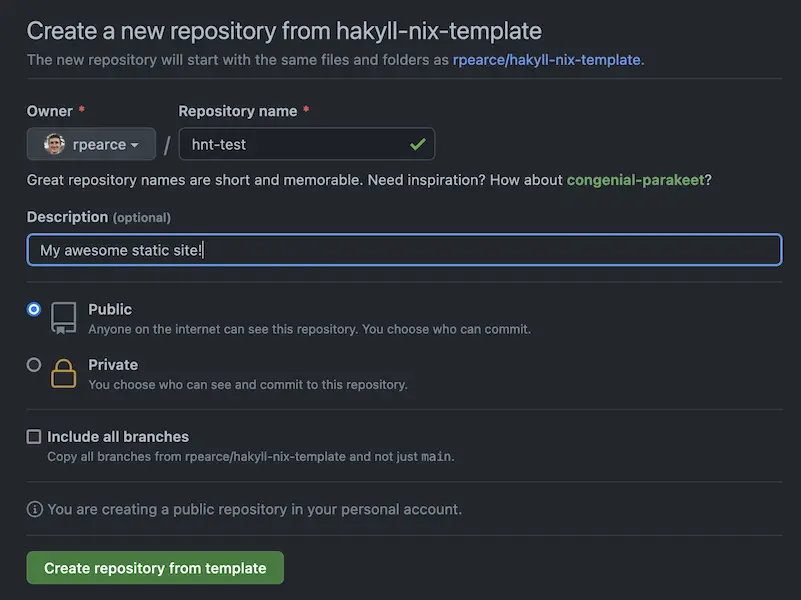 Create a new repository from hakyll-nix-template
The new repository will start with the same files and folders as rpearce/hakyll-nix-template.
Owner * Repository name *
rpearce / hnt-test
Great repository names are short and memorable. Need inspiration? How about congenial-parakeet?
Description (optional)
My awesome static site!
Public
Anyone on the internet can see this repository. You choose who can commit.
Private
You choose who can see and commit to this repository.
Include all branches
Copy all branches from rpearce/hakyll-nix-template and not just main.
You are creating a public repository in your personal account.
Create repository from template